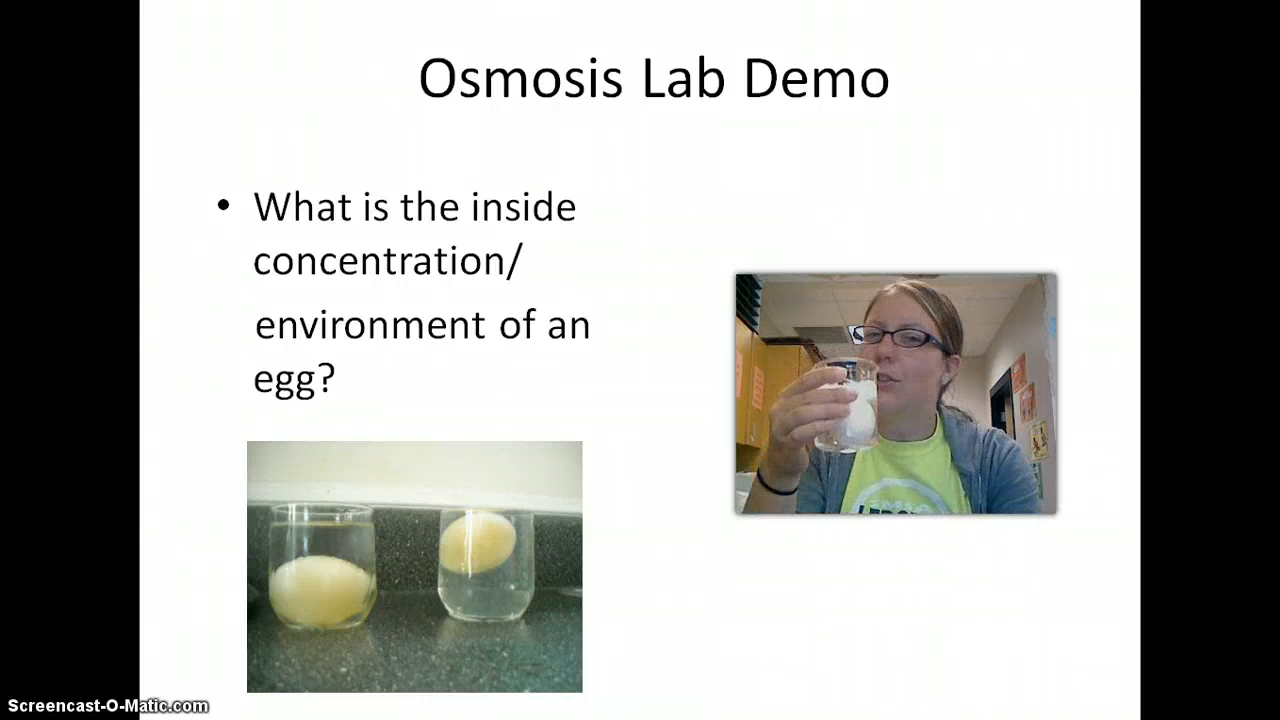 Osmosis Lab Demo
• What is the inside
concentration/
environment of an
egg?
Screencast-O-Matic.com